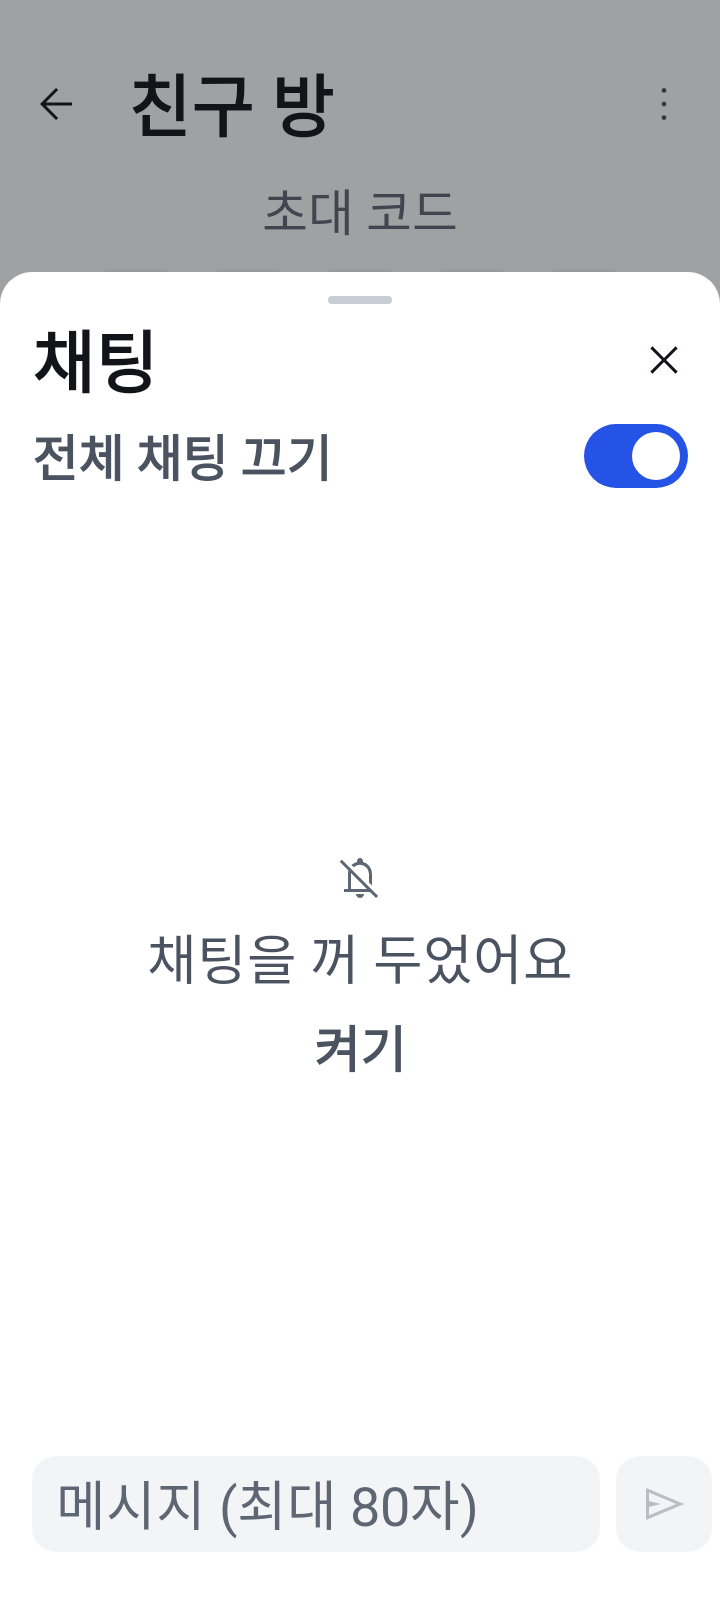 친구 방
초대 코드
채팅
전체 채팅 끄기
채팅을 꺼 두었어요
켜기
메시지 (최대 80자)